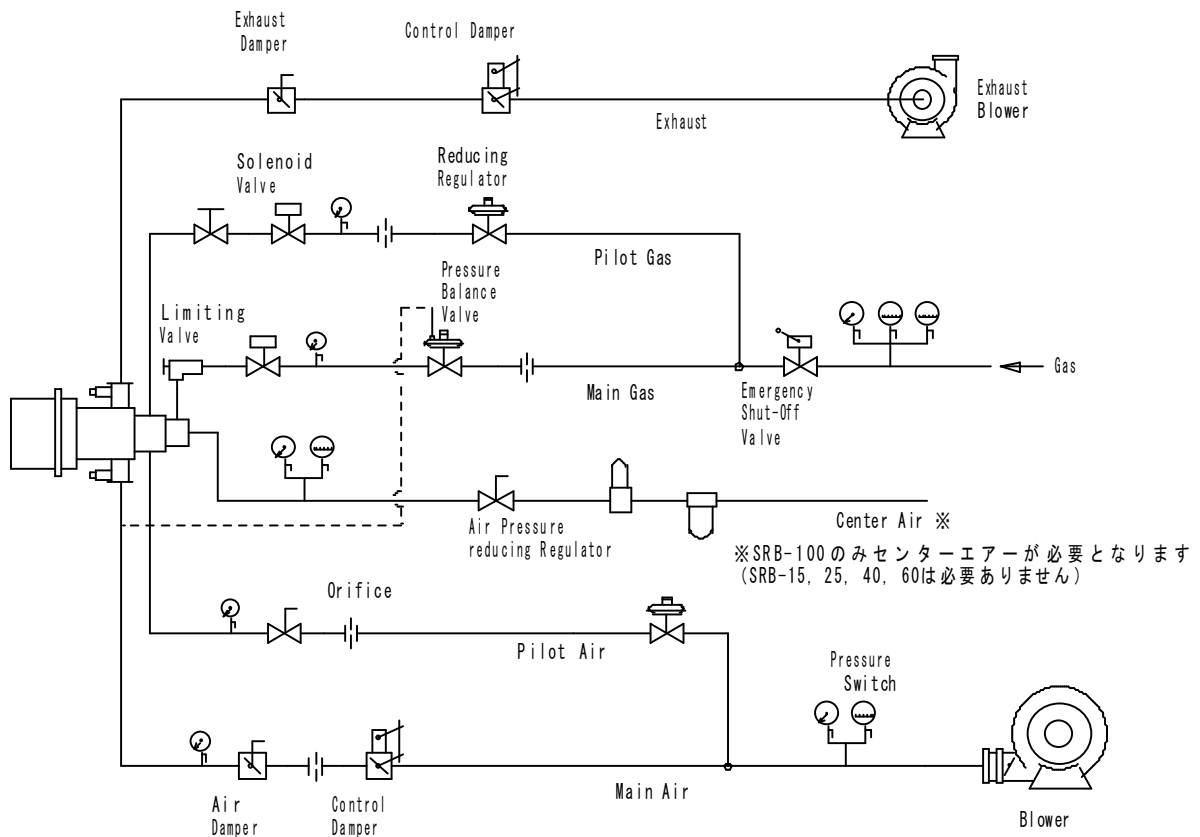 Exhaust
Damper
Control Damper
Exhaust
Blower
Exhaust
Solenoid
Valve
Reducing
Regulator
Pilot Gas
Pressure
Balance
Valve
Limiting
Valve
Main Gas
Emergency
Shut-Off
Valve
Gas
Air Pressure
reducing Regulator
Center Air ※
※SRB-100のみセンターエアーが必要となります
(SRB-15, 25, 40, 60は必要ありません)
Orifice
Pilot Air
Pressure
Switch
Air
Damper
Control
Damper
Main Air
Blower